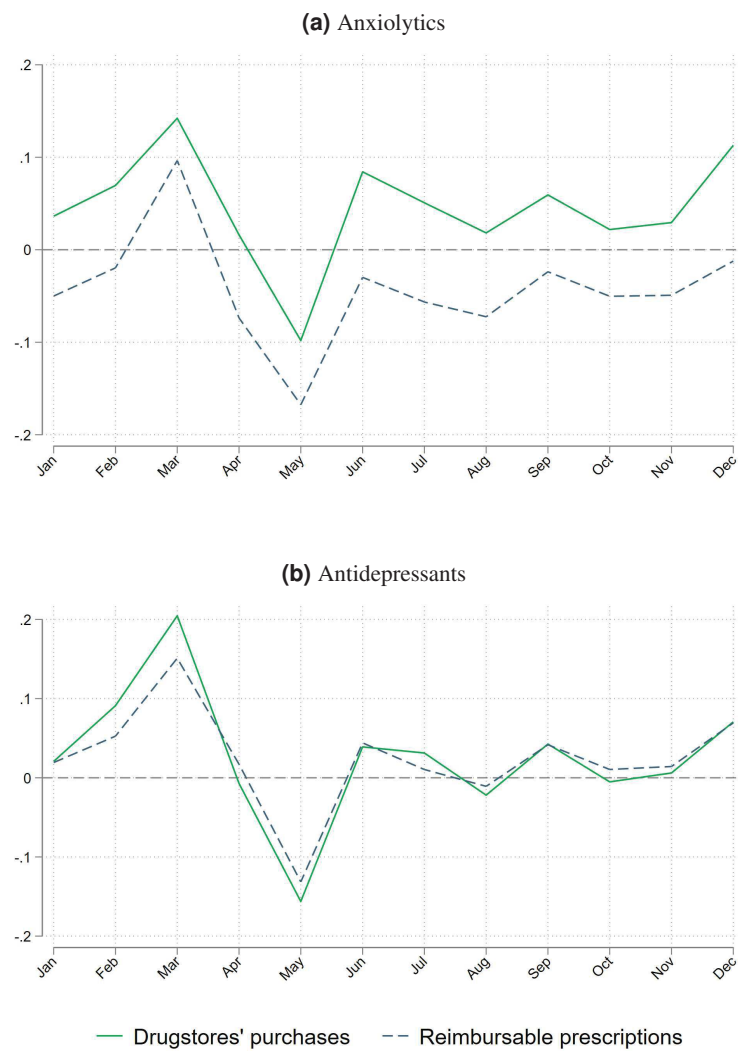 (a) Anxiolytics
.2
.1
0
-.1
-.2
Jan Feb Mar Apr May Jun Jul Aug Sep Oct Nov Dec
(b) Antidepressants
.2
.1
0
-.1
-.2
Jan Feb Mar Apr May Jun Jul Aug Sep Oct Nov Dec
Drugstores' purchases Reimbursable prescriptions